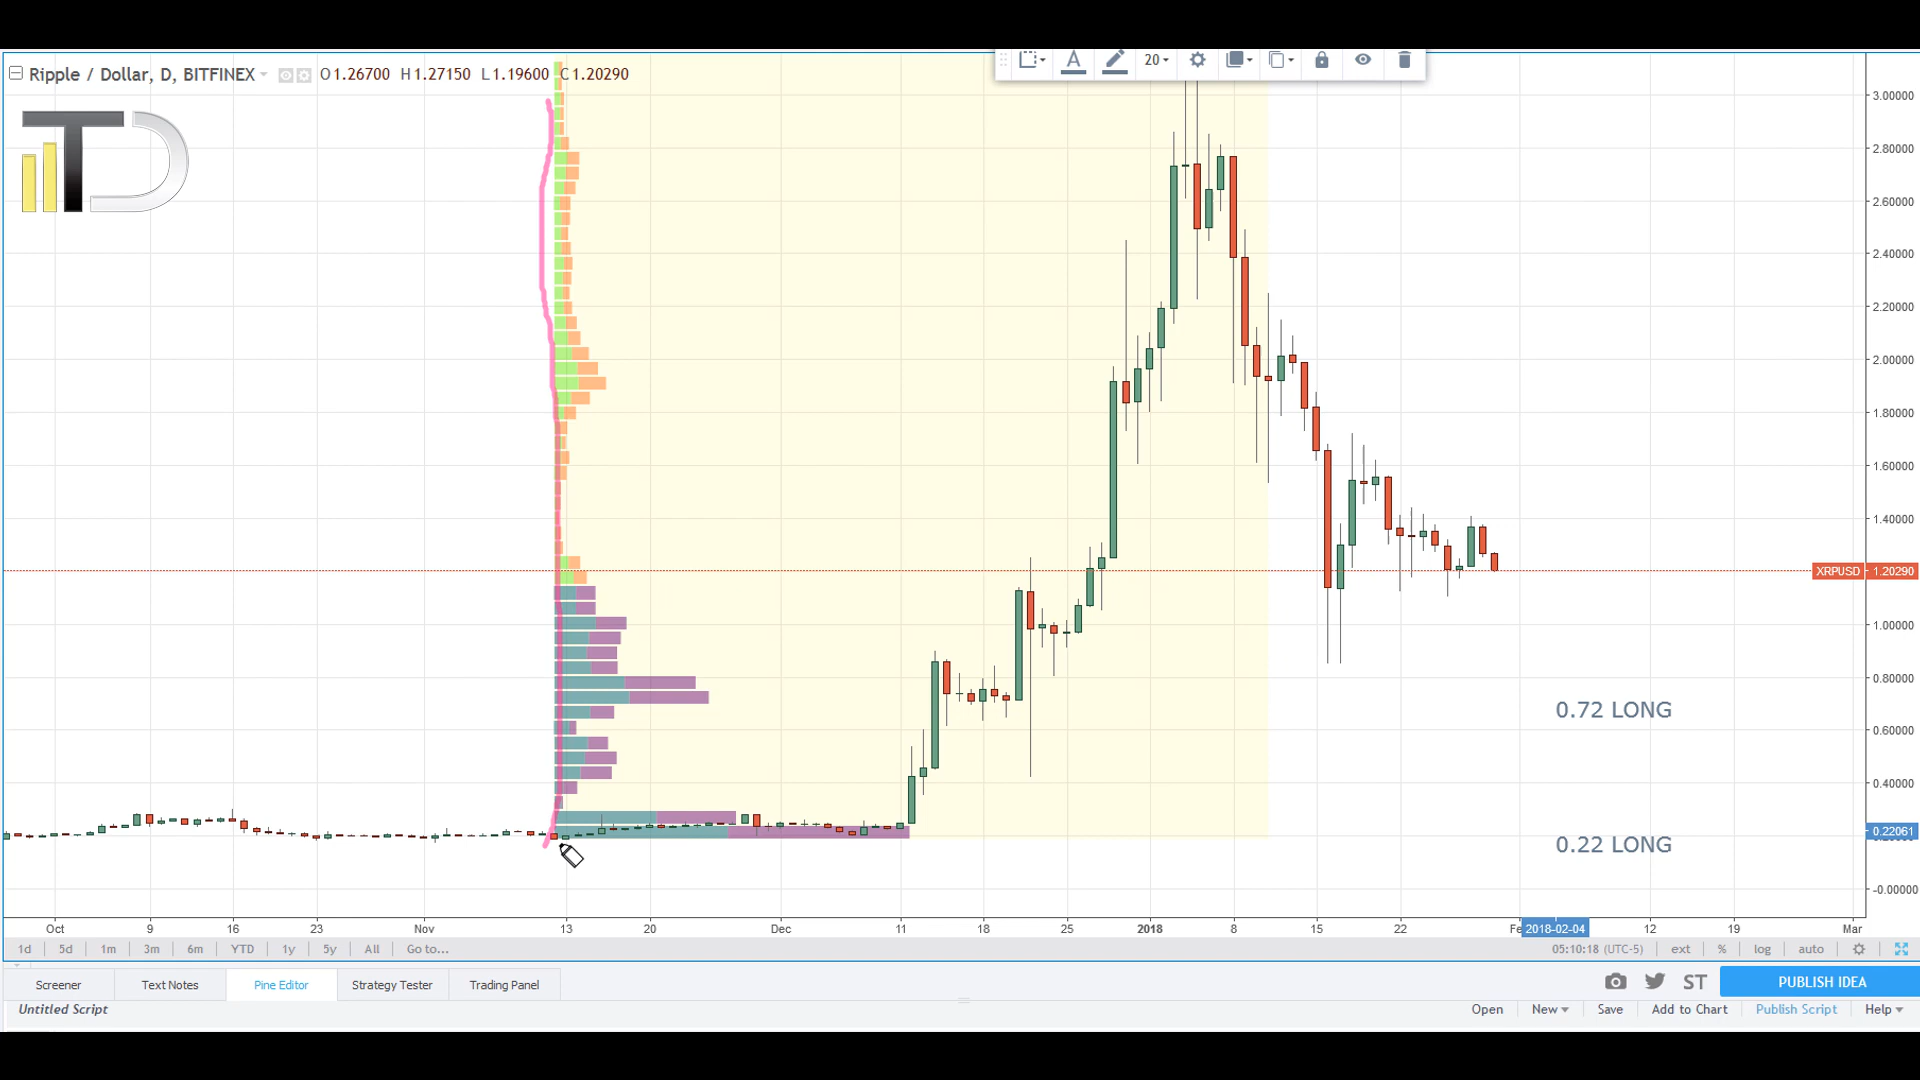 Ripple / Dollar, D, BITFINEX O1.26700 H1.27150 L1.19600 C1.20290
20
TD
3.00000
2.80000
2.60000
2.40000
2.20000
2.00000
1.80000
1.60000
1.40000
XRPUSD 1.20290
1.00000
0.80000
0.72 LONG
0.60000
0.40000
0.22061
0.22 LONG
-0.00000
Oct 9 16 23 Nov 13 20 Dec 11 18 25 2018 8 15 22 Fe 2018-02-04 12 19 Mar
1d 5d 1m 3m 6m YTD 1y 5y All Go to... 05:10:18 (UTC-5) ext % log auto
Screener Text Notes Pine Editor Strategy Tester Trading Panel ST PUBLISH IDEA
Untitled Script Open New Save Add to Chart Publish Script Help